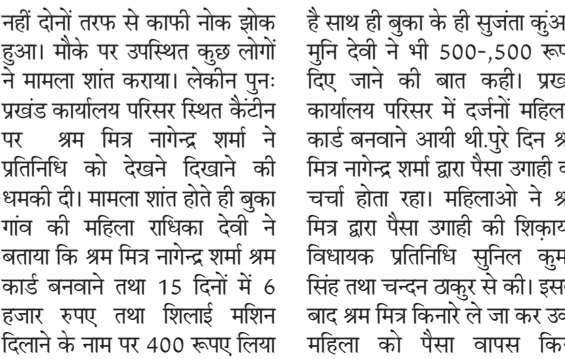 नहीं दोनों तरफ से काफी नोक झोक
हुआ। मौके पर उपस्थित कुछ लोगों
ने मामला शांत कराया। लेकीन पुनः
प्रखंड कार्यालय परिसर स्थित कैंटीन
पर श्रम मित्र नागेन्द्र शर्मा ने
प्रतिनिधि को देखने दिखाने की
धमकी दी। मामला शांत होते ही बुका
गांव की महिला राधिका देवी ने
बताया कि श्रम मित्र नागेन्द्र शर्मा श्रम
कार्ड बनवाने तथा 15 दिनों में 6
हजार रुपए तथा शिलाई मशिन
दिलाने के नाम पर 400 रूपए लिया
है साथ ही बुका के ही सुजंता
मुनि देवी ने भी 500-,500
दिए जाने की बात कही।
कार्यालय परिसर में दर्जनों
कार्ड बनवाने आयी थी.पुरे दिन
मित्र नागेन्द्र शर्मा द्वारा पैसा उगाही
चर्चा होता रहा। महिलाओ ने
मित्र द्वारा पैसा उगाही की
विधायक प्रतिनिधि सुनिल
सिंह तथा चन्दन ठाकुर से की।
बाद श्रम मित्र किनारे ले जा कर
महिला को पैसा वापस